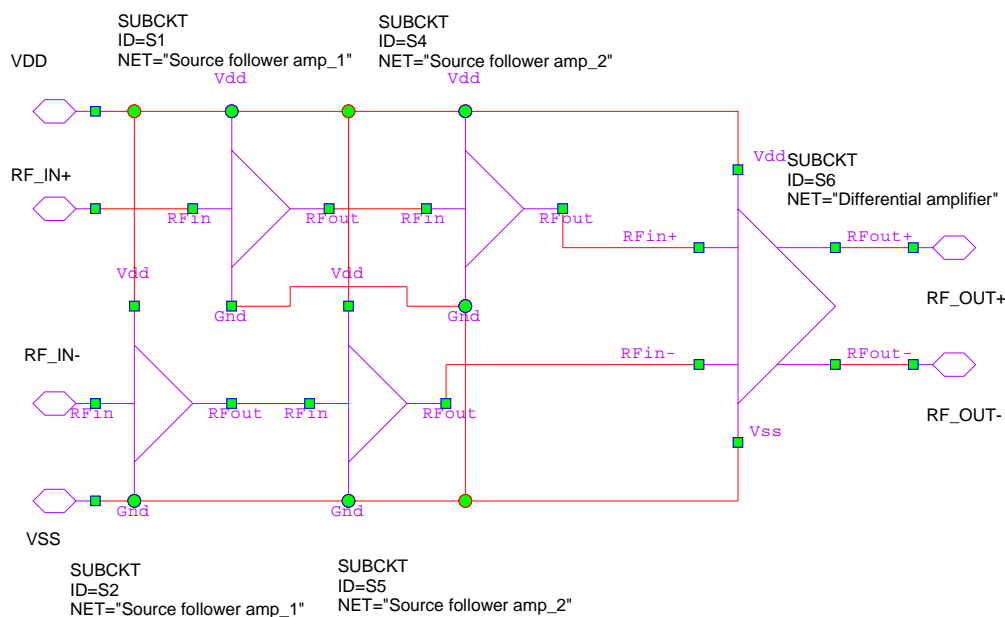 SUBCKT
ID=S1
NET="Source follower amp_1"
SUBCKT
ID=S4
NET="Source follower amp_2"
VDD
Vdd
Vdd
Vdd
SUBCKT
ID=S6
NET="Differential amplifier"
RF_IN+
RFin
RFout
RFin
RFout
RFin+
RFout+
Vdd
Vdd
RF_OUT+
Gnd
Gnd
RF_IN-
RFin-
RFout-
RFin
RFout
RFin
RFout
RF_OUT-
Vss
Gnd
Gnd
VSS
SUBCKT
ID=S2
NET="Source follower amp_1"
SUBCKT
ID=S5
NET="Source follower amp_2"